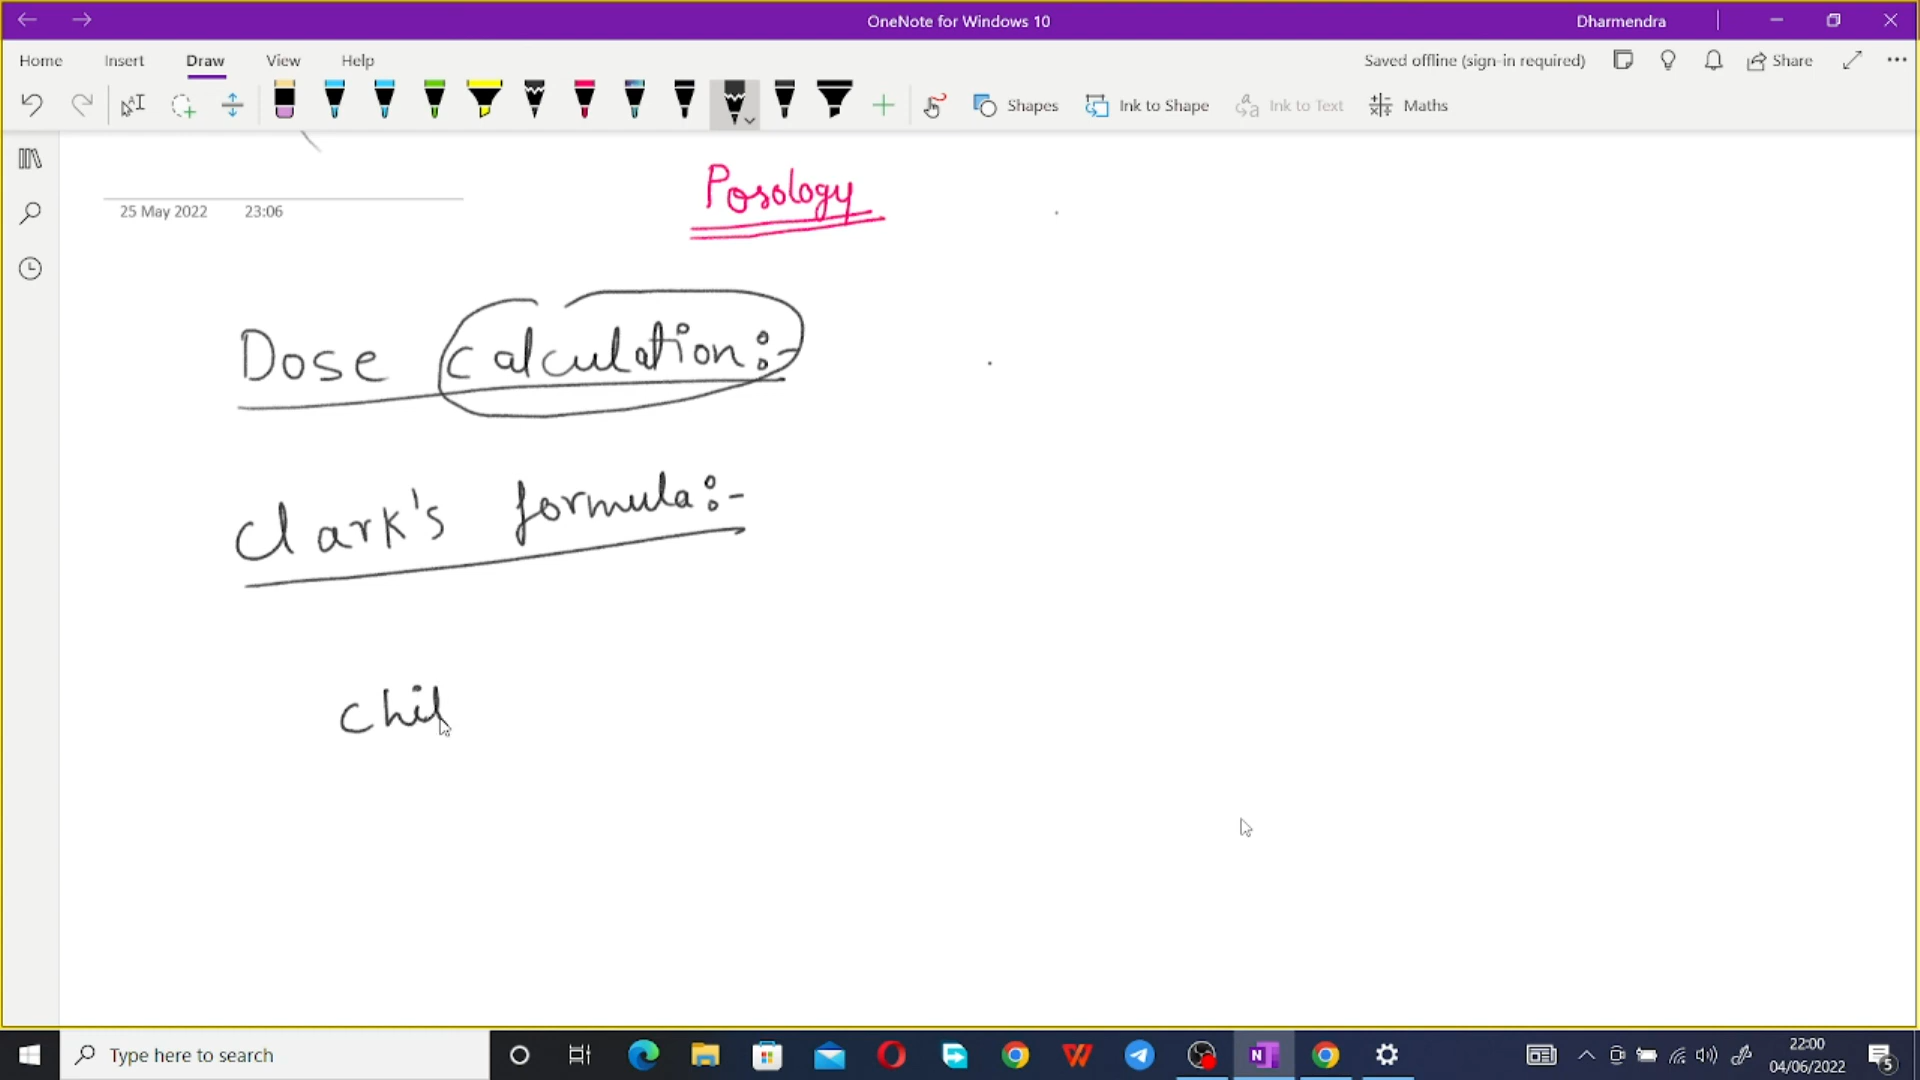 OneNote for Windows 10
Dharmendra
Home Insert Draw View Help
Saved offline (sign-in required)
Share
Shapes
Ink to Shape
Ink to Text
Maths
Posology
25 May 2022 23:06
Dose calculation:-
Clark's formula:-
Chil
Type here to search
22:00
04/06/2022
5